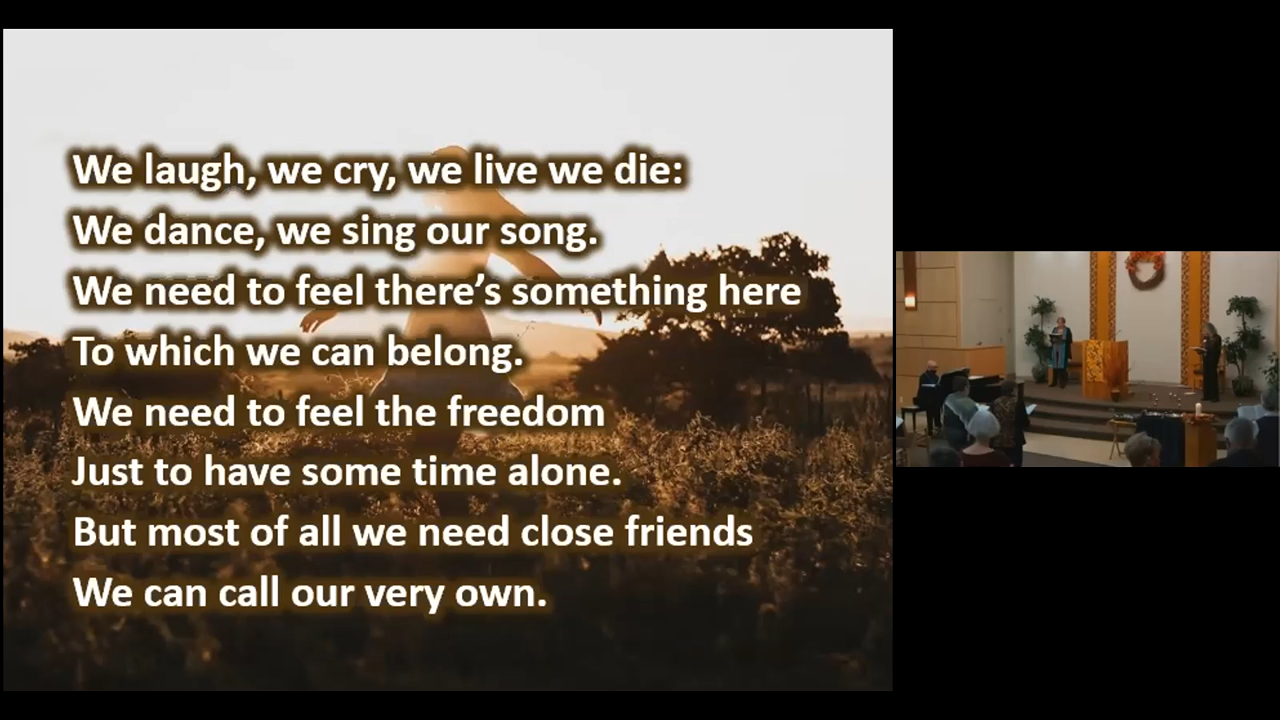 We laugh, we cry, we live we die:
We dance, we sing our song.
We need to feel there’s something here
To which we can belong.
We need to feel the freedom
Just to have some time alone.
But most of all we need close friends
We can call our very own.